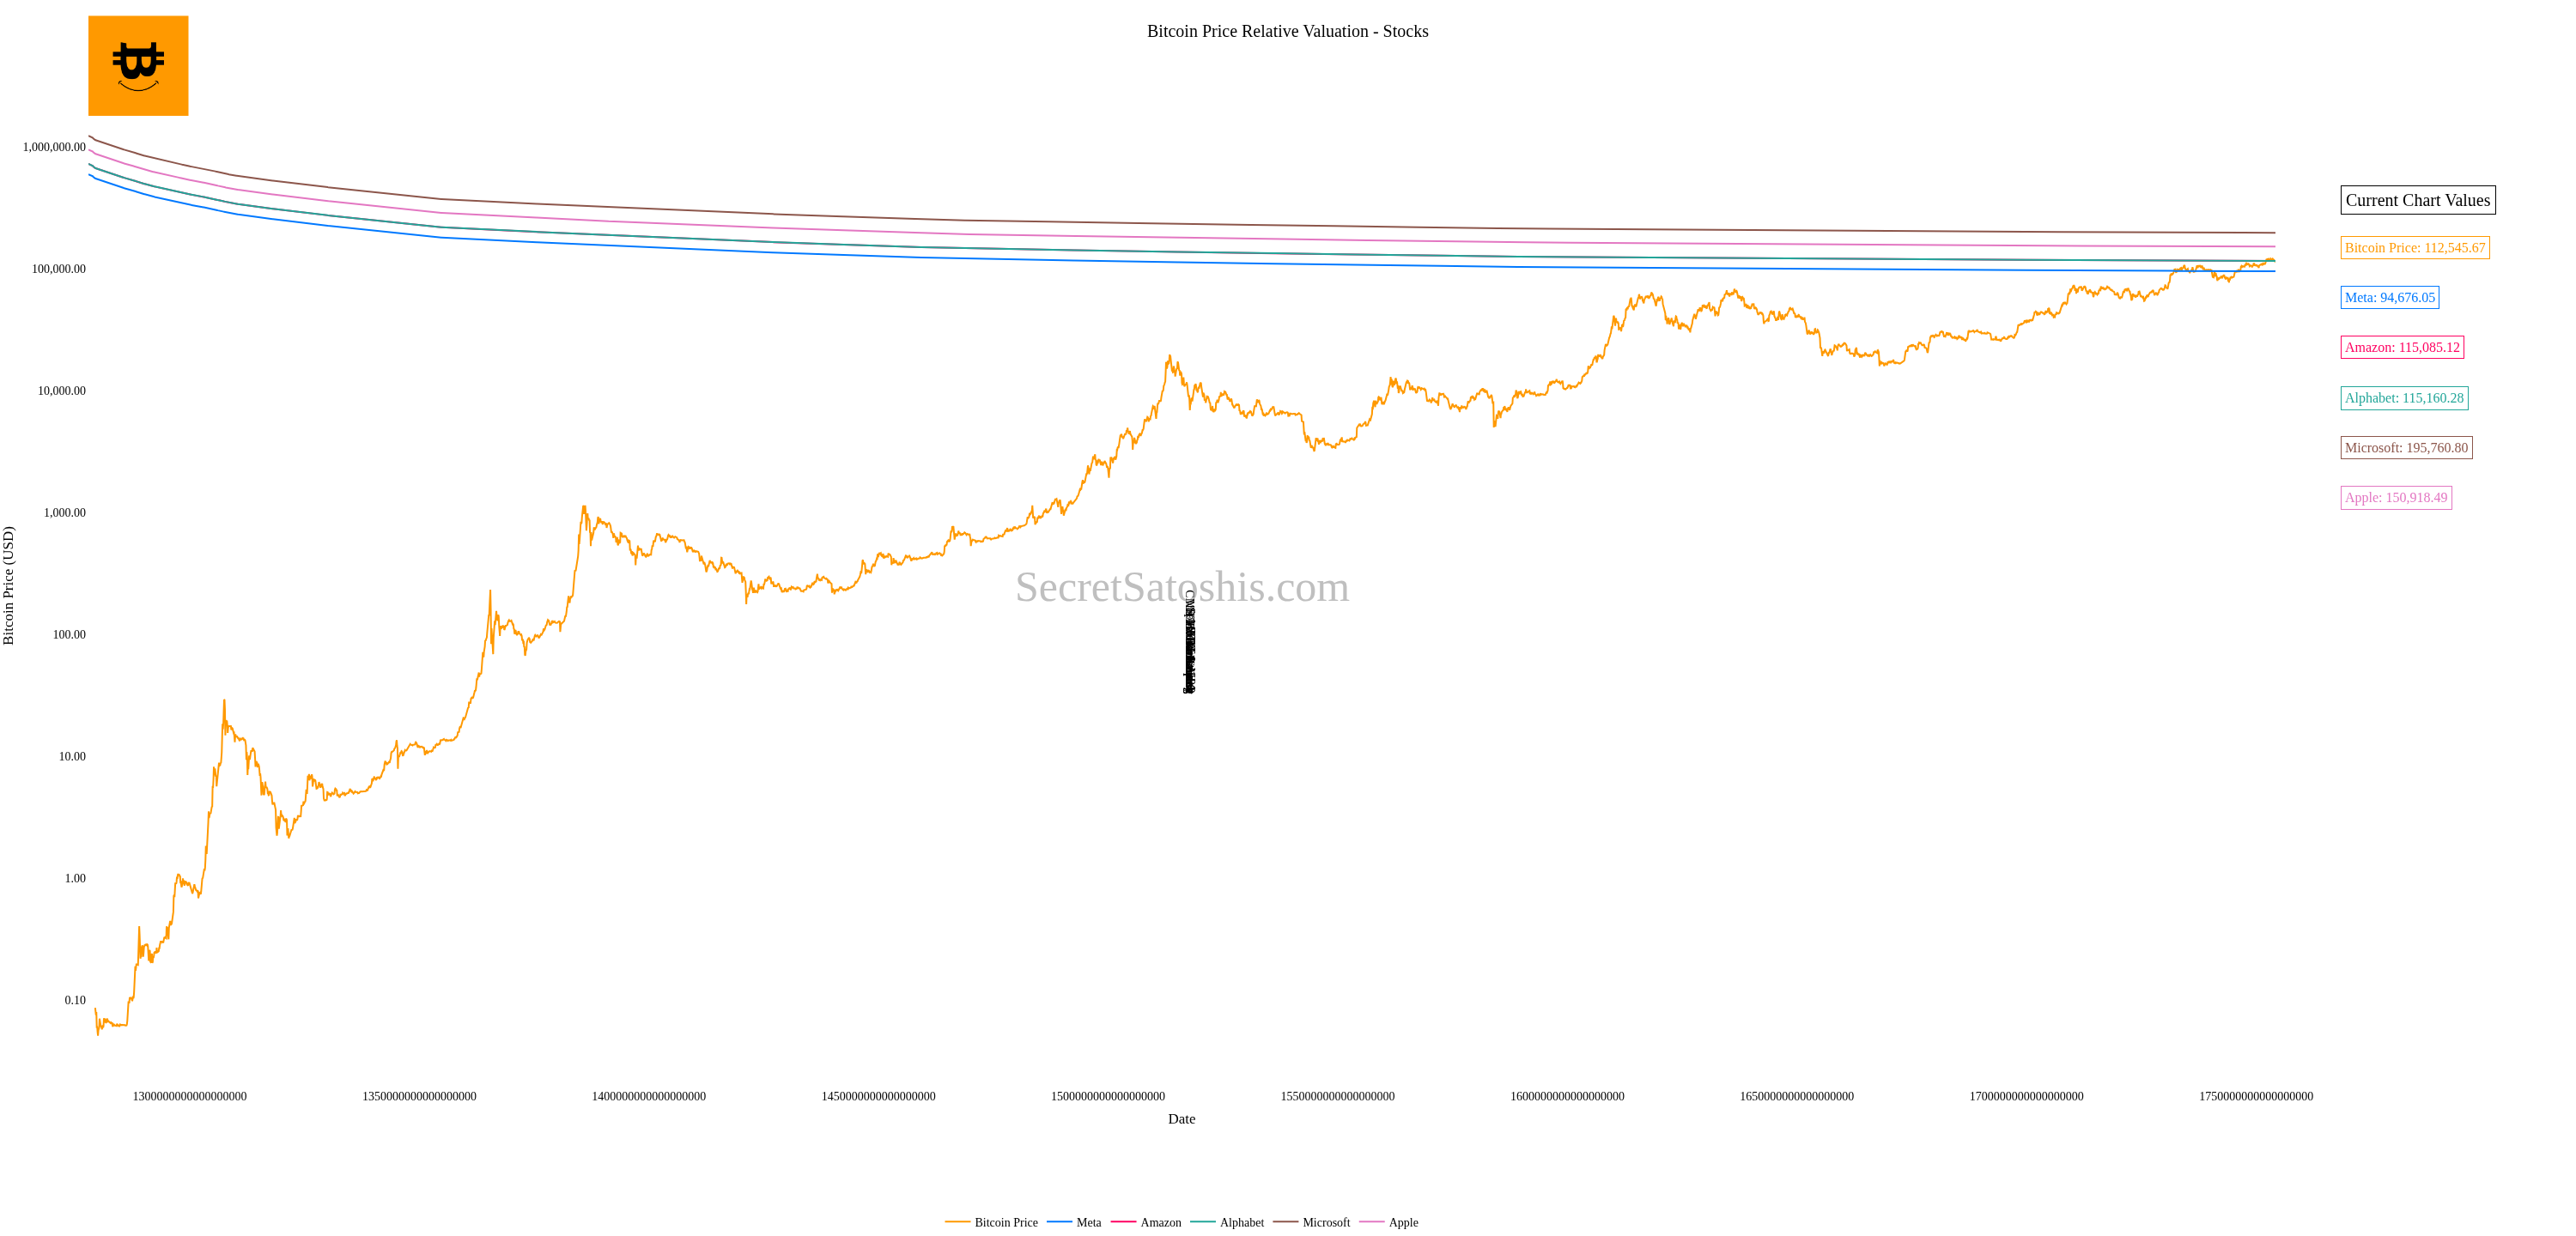 Bitcoin Price Relative Valuation - Stocks
1,000,000.00
100,000.00
10,000.00
1,000.00
100.00
10.00
1.00
0.10
Bitcoin Price (USD)
SecretSatoshis.com
Current Chart Values
Bitcoin Price: 112,545.67
Meta: 94,676.05
Amazon: 115,085.12
Alphabet: 115,160.28
Microsoft: 195,760.80
Apple: 150,918.49
1300000000000000000 1350000000000000000 1400000000000000000 1450000000000000000 1500000000000000000 1550000000000000000 1600000000000000000 1650000000000000000 1700000000000000000 1750000000000000000
Date
Bitcoin Price Meta Amazon Alphabet Microsoft Apple